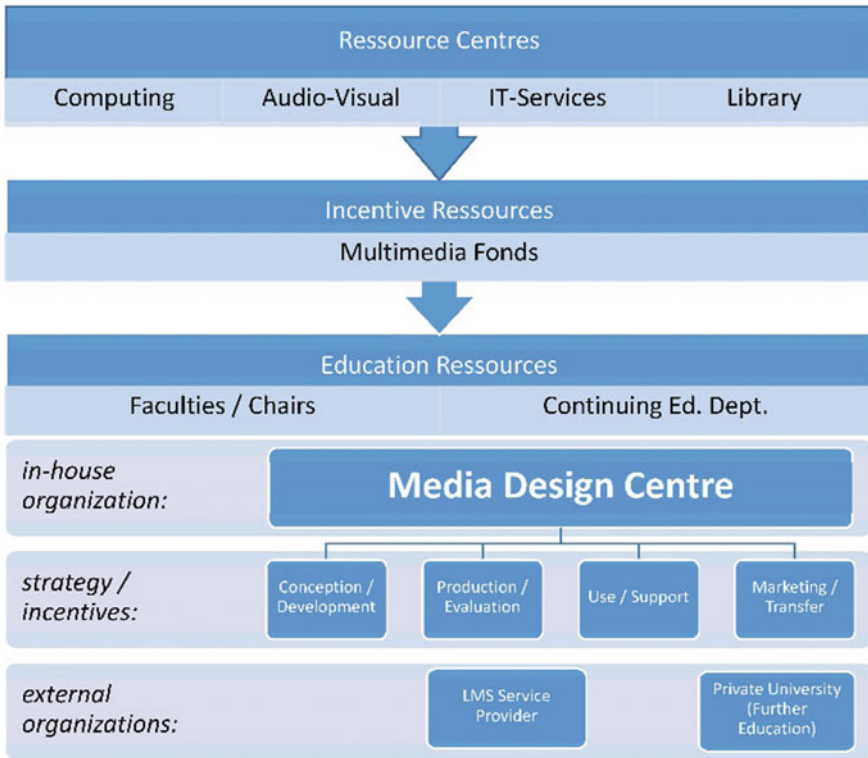 Ressource Centres
Computing Audio-Visual IT-Services Library
Incentive Ressources
Multimedia Fonds
Education Ressources
Faculties / Chairs Continuing Ed. Dept.
in-house
organization:
Media Design Centre
strategy /
incentives:
Conception /
Development
Production /
Evaluation
Use / Support
Marketing /
Transfer
external
organizations:
LMS Service
Provider
Private University
(Further
Education)